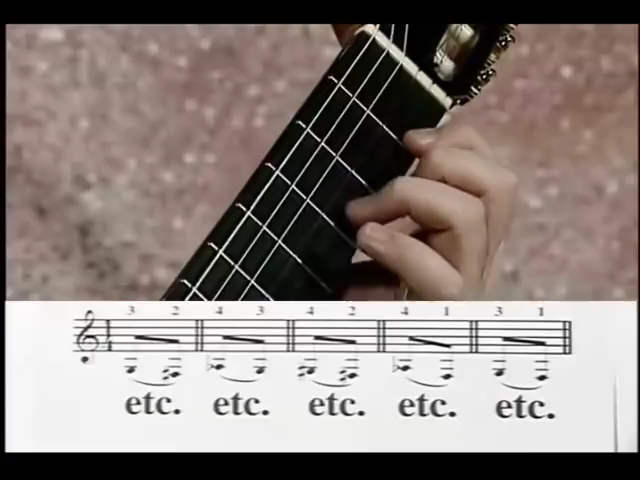 3 2 4 3 4 2 4 1 3 1
etc. etc. etc. etc. etc.